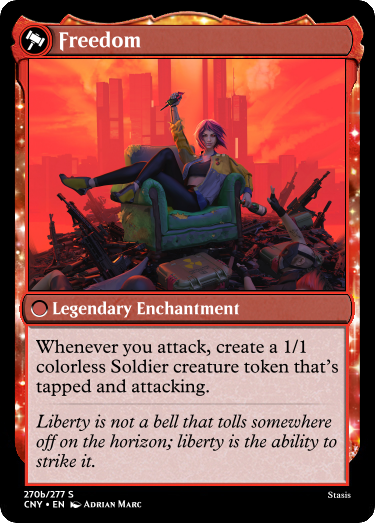 Freedom
Legendary Enchantment
Whenever you attack, create a 1/1
colorless Soldier creature token that's
tapped and attacking.
Liberty is not a bell that tolls somewhere
off on the horizon; liberty is the ability to
strike it.
270b/277 S
Stasis
CNY • EN Adrian Marc